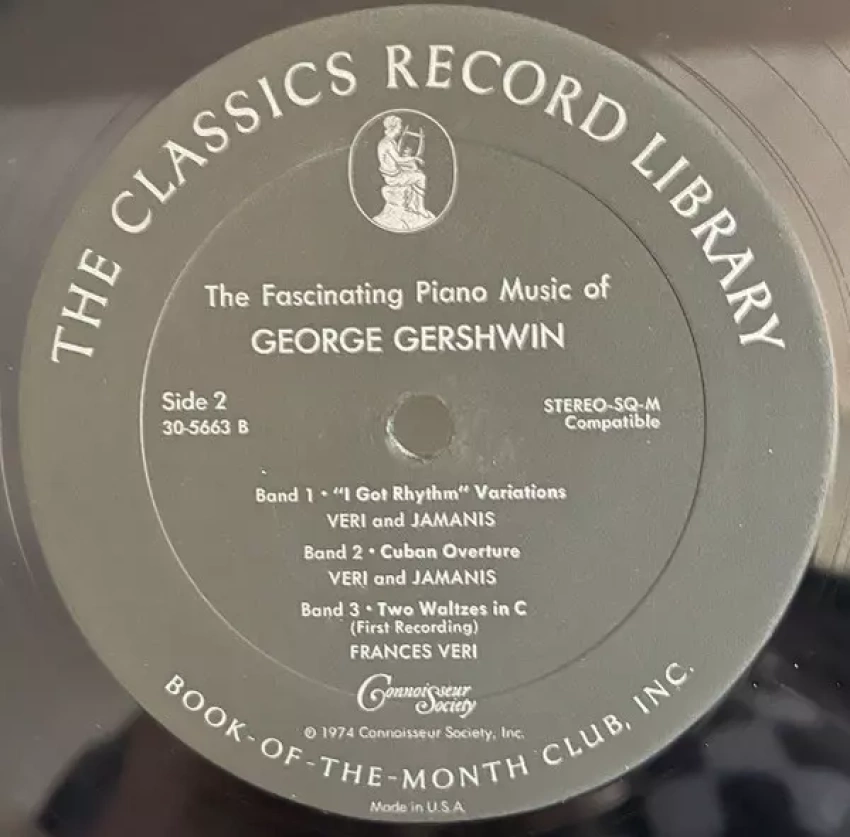 THE CLASSICS RECORD LIBRARY
The Fascinating Piano Music of
GEORGE GERSHWIN
Side 2
30-5663 B
STEREO-SQ-M
Compatible
Band 1 • "I Got Rhythm" Variations
VERI and JAMANIS
Band 2 • Cuban Overture
VERI and JAMANIS
Band 3 • Two Waltzes in C
(First Recording)
FRANCES VERI
Connoisseur
Society
© 1974 Connoisseur Society, Inc.
BOOK-OF-THE-MONTH CLUB, INC.
Made in U.S.A.